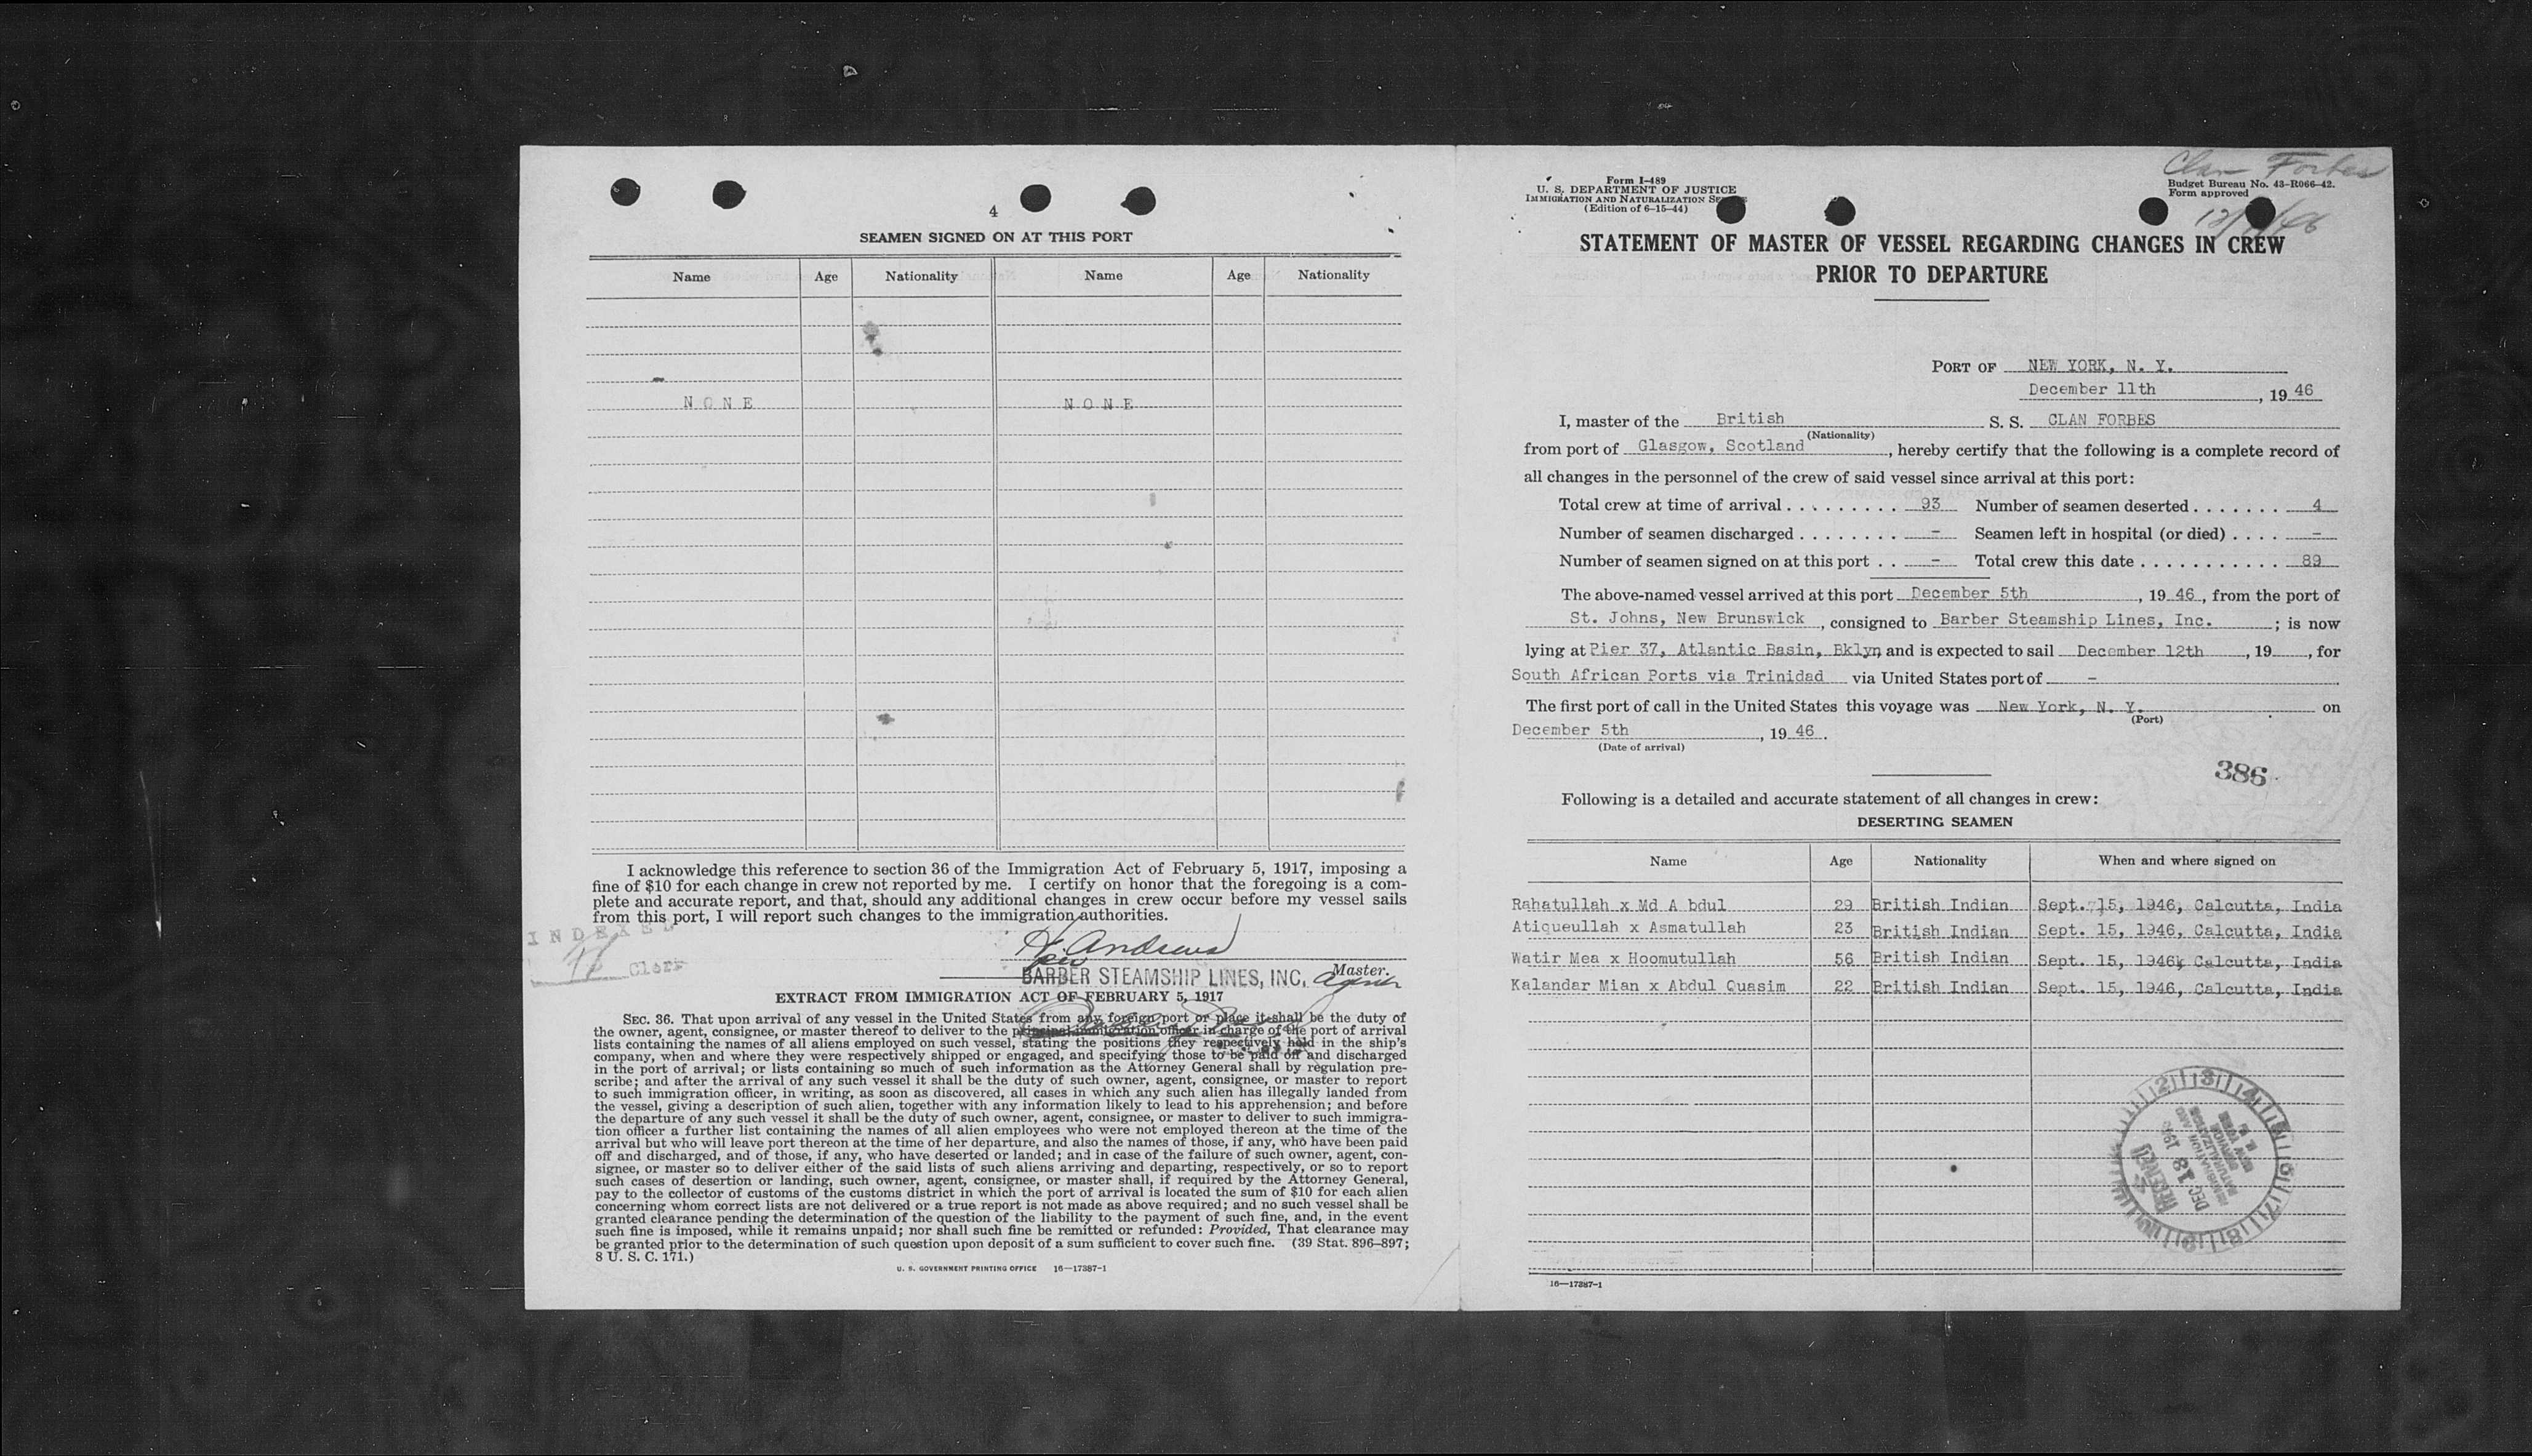 4
SEAMEN SIGNED ON AT THIS PORT
Name Age Nationality Name Age Nationality
NONE NONE
I acknowledge this reference to section 36 of the Immigration Act of February 5, 1917, imposing a
fine of $10 for each change in crew not reported by me. I certify on honor that the foregoing is a com-
plete and accurate report, and that, should any additional changes in crew occur before my vessel sails
from this port, I will report such changes to the immigration authorities.
INDEXED
Clerk
H. Andrews
Master.
BARBER STEAMSHIP LINES, INC. Agents
EXTRACT FROM IMMIGRATION ACT OF FEBRUARY 5, 1917
SEC. 36. That upon arrival of any vessel in the United States from any foreign port or place it shall be the duty of
the owner, agent, consignee, or master thereof to deliver to the principal immigration officer in charge of the port of arrival
lists containing the names of all aliens employed on such vessel, stating the positions they respectively hold in the ship's
company, when and where they were respectively shipped or engaged, and specifying those to be paid off and discharged
in the port of arrival; or lists containing so much of such information as the Attorney General shall by regulation pre-
scribe; and after the arrival of any such vessel it shall be the duty of such owner, agent, consignee, or master to report
to such immigration officer, in writing, as soon as discovered, all cases in which any such alien has illegally landed from
the vessel, giving a description of such alien, together with any information likely to lead to his apprehension; and before
the departure of any such vessel it shall be the duty of such owner, agent, consignee, or master to deliver to such immigra-
tion officer a further list containing the names of all alien employees who were not employed thereon at the time of the
arrival but who will leave port thereon at the time of her departure, and also the names of those, if any, who have been paid
off and discharged, and of those, if any, who have deserted or landed; and in case of the failure of such owner, agent, con-
signee, or master so to deliver either of the said lists of such aliens arriving and departing, respectively, or so to report
such cases of desertion or landing, such owner, agent, consignee, or master shall, if required by the Attorney General,
pay to the collector of customs of the customs district in which the port of arrival is located the sum of $10 for each alien
concerning whom correct lists are not delivered or a true report is not made as above required; and no such vessel shall be
granted clearance pending the determination of the question of the liability to the payment of such fine, and, in the event
such fine is imposed, while it remains unpaid; nor shall such fine be remitted or refunded: Provided, That clearance may
be granted prior to the determination of such question upon deposit of a sum sufficient to cover such fine. (39 Stat. 896-897;
8 U. S. C. 171.)
U. S. GOVERNMENT PRINTING OFFICE 16—17387-1
Clan Forbes
Form I-489
U. S. DEPARTMENT OF JUSTICE
IMMIGRATION AND NATURALIZATION
(Edition of 6-15-44)
Budget Bureau No. 43-R066-42.
Form approved
STATEMENT OF MASTER OF VESSEL REGARDING CHANGES IN CREW
PRIOR TO DEPARTURE
PORT OF NEW YORK, N. Y.
December 11th, 19 46
I, master of the British S. S. CLAN FORBES
(Nationality)
from port of Glasgow, Scotland, hereby certify that the following is a complete record of
all changes in the personnel of the crew of said vessel since arrival at this port:
Total crew at time of arrival . . . . . . . . . 93 Number of seamen deserted . . . . . . . 4
Number of seamen discharged . . . . . . . . - Seamen left in hospital (or died) . . . . -
Number of seamen signed on at this port . . - Total crew this date . . . . . . . . . . . 89
The above-named vessel arrived at this port December 5th, 19 46, from the port of
St. Johns, New Brunswick, consigned to Barber Steamship Lines, Inc.; is now
lying at Pier 37, Atlantic Basin, Bklyn and is expected to sail December 12th, 19 , for
South African Ports via Trinidad via United States port of -
The first port of call in the United States this voyage was New York, N. Y. on
(Port)
December 5th, 19 46.
(Date of arrival)
386
Following is a detailed and accurate statement of all changes in crew:
DESERTING SEAMEN
Name Age Nationality When and where signed on
Rahatullah x Md A bdul 29 British Indian Sept. 15, 1946, Calcutta, India
Atiqueullah x Asmatullah 23 British Indian Sept. 15, 1946, Calcutta, India
Watir Mea x Hoomutullah 56 British Indian Sept. 15, 1946, Calcutta, India
Kalandar Mian x Abdul Quasim 22 British Indian Sept. 15, 1946, Calcutta, India
RECEIVED
DEC 13
IMMIGRATION AND
NATURALIZATION
SERVICE
NEW YORK
N. Y.
16—17387-1